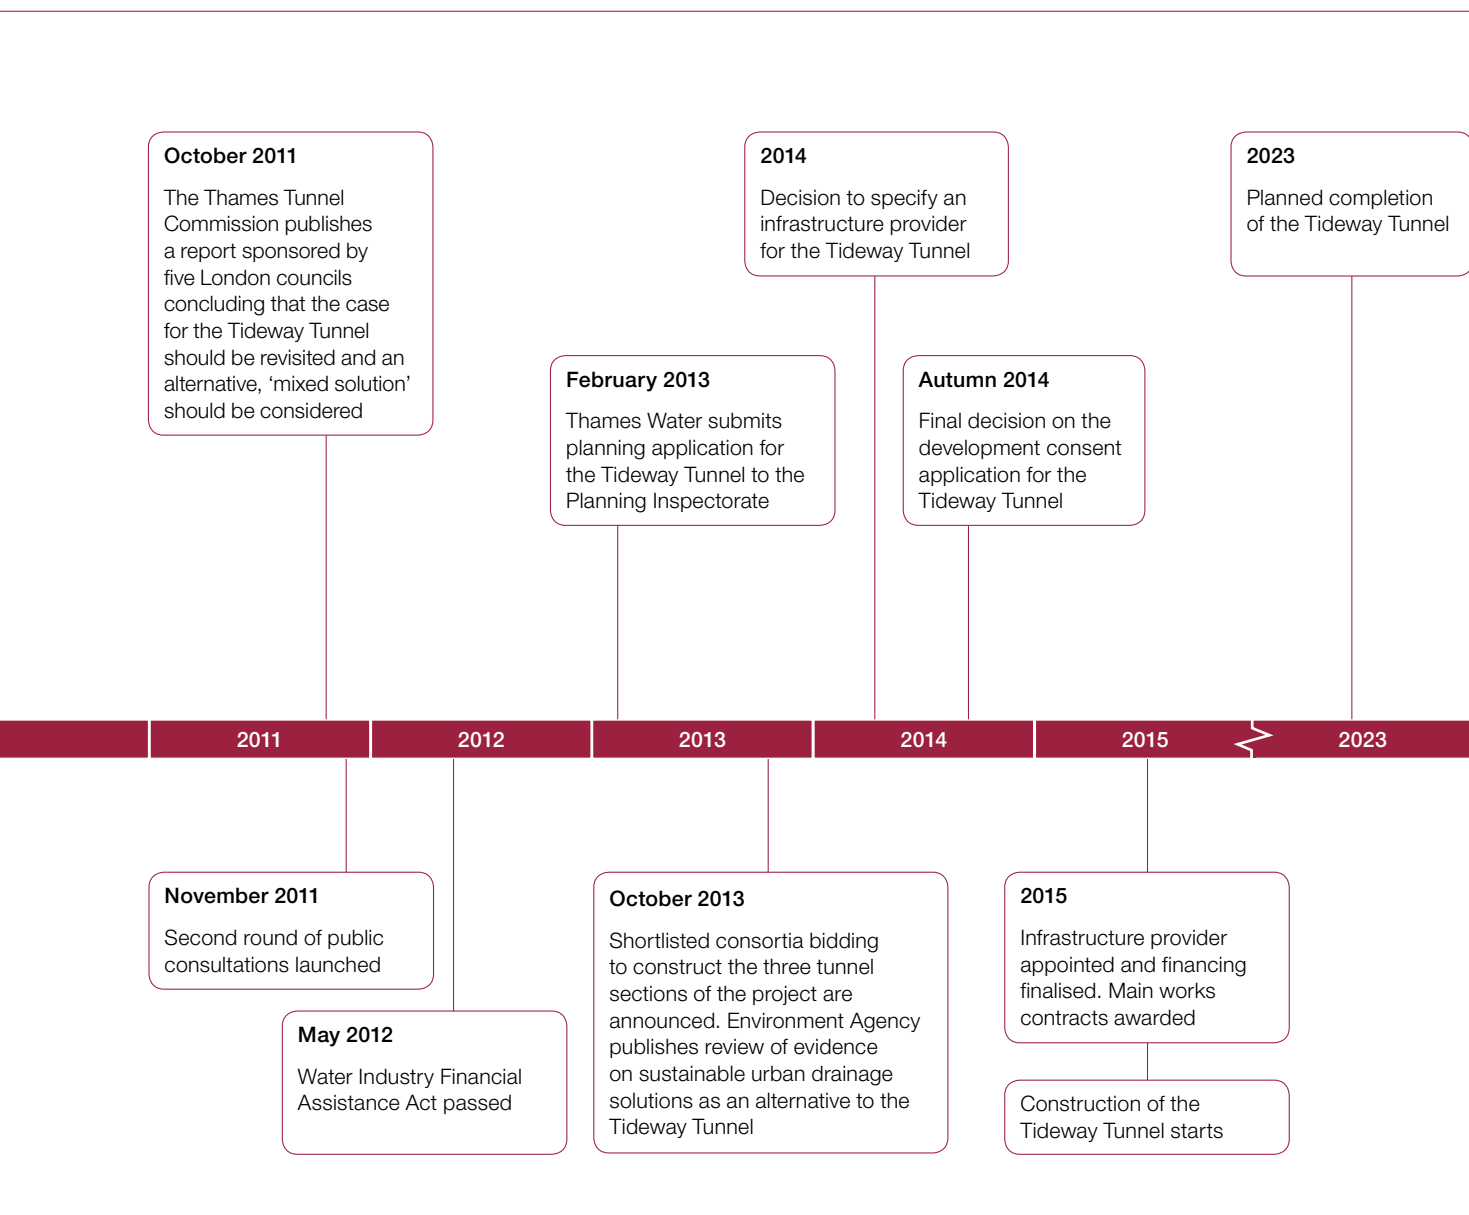 October 2011
The Thames Tunnel
Commission publishes
a report sponsored by
five London councils
concluding that the case
for the Tideway Tunnel
should be revisited and an
alternative, ‘mixed solution’
should be considered
2014
Decision to specify an
infrastructure provider
for the Tideway Tunnel
2023
Planned completion
of the Tideway Tunnel
February 2013
Thames Water submits
planning application for
the Tideway Tunnel to the
Planning Inspectorate
Autumn 2014
Final decision on the
development consent
application for the
Tideway Tunnel
2011
2012
2013
2014
2015
2023
November 2011
Second round of public
consultations launched
May 2012
Water Industry Financial
Assistance Act passed
October 2013
Shortlisted consortia bidding
to construct the three tunnel
sections of the project are
announced. Environment Agency
publishes review of evidence
on sustainable urban drainage
solutions as an alternative to the
Tideway Tunnel
2015
Infrastructure provider
appointed and financing
finalised. Main works
contracts awarded
Construction of the
Tideway Tunnel starts